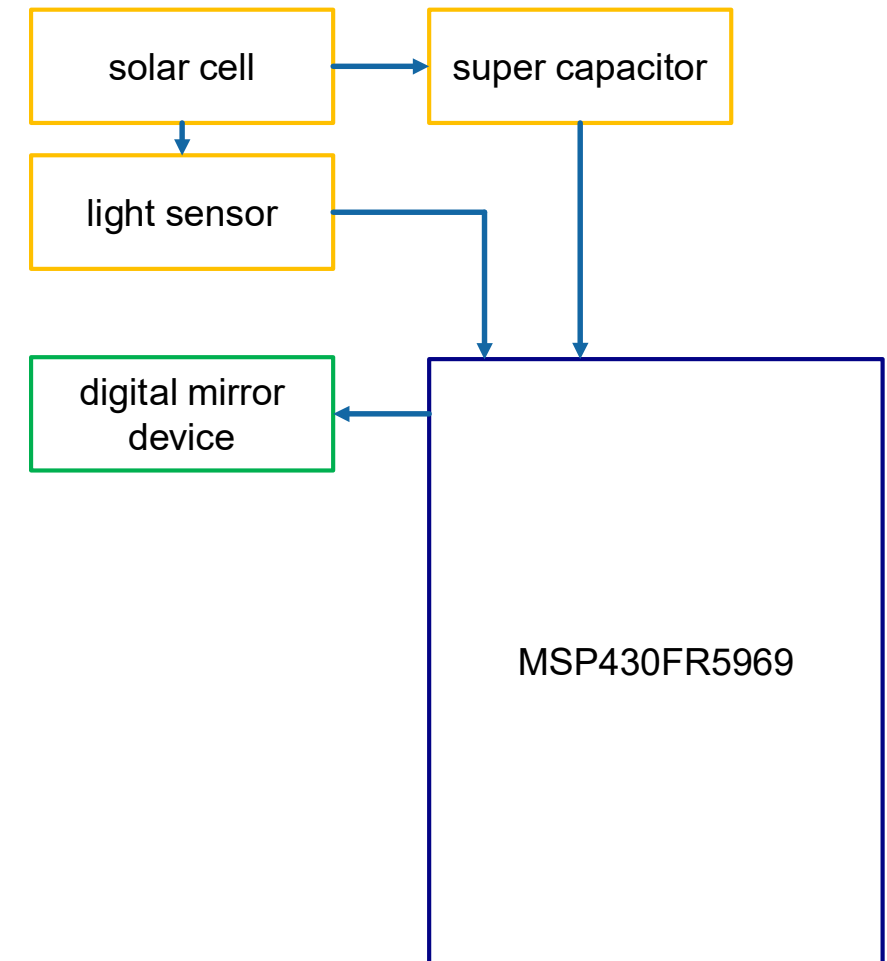 solar cell
super capacitor
light sensor
digital mirror
device
MSP430FR5969